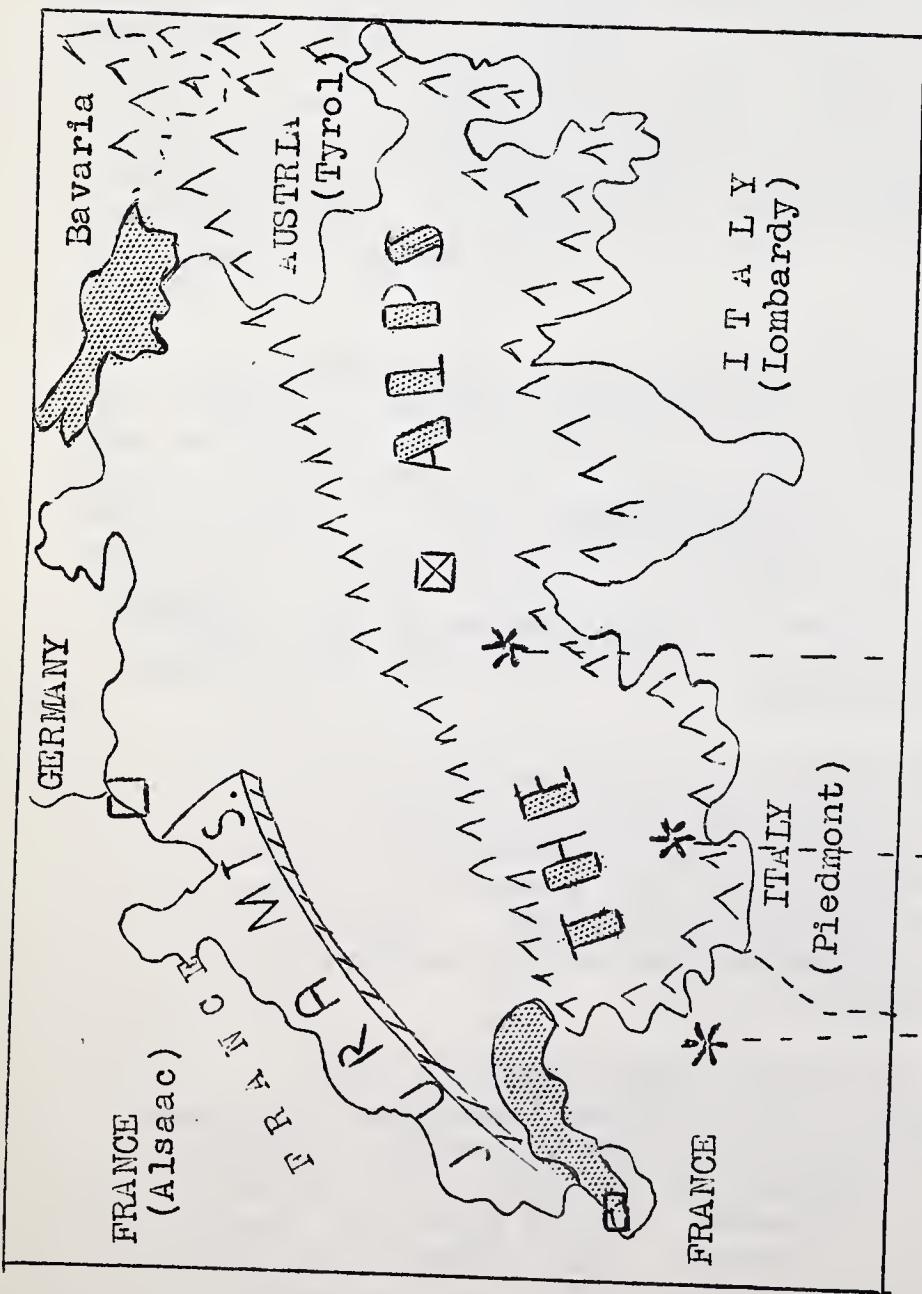 Bavaria
GERMANY
FRANCE
(Alsaac)
FRANCE
JURA MTS.
AUSTRIA
(Tyrol)
THE ALPS
ITALY
(Lombardy)
ITALY
(Piedmont)
FRANCE